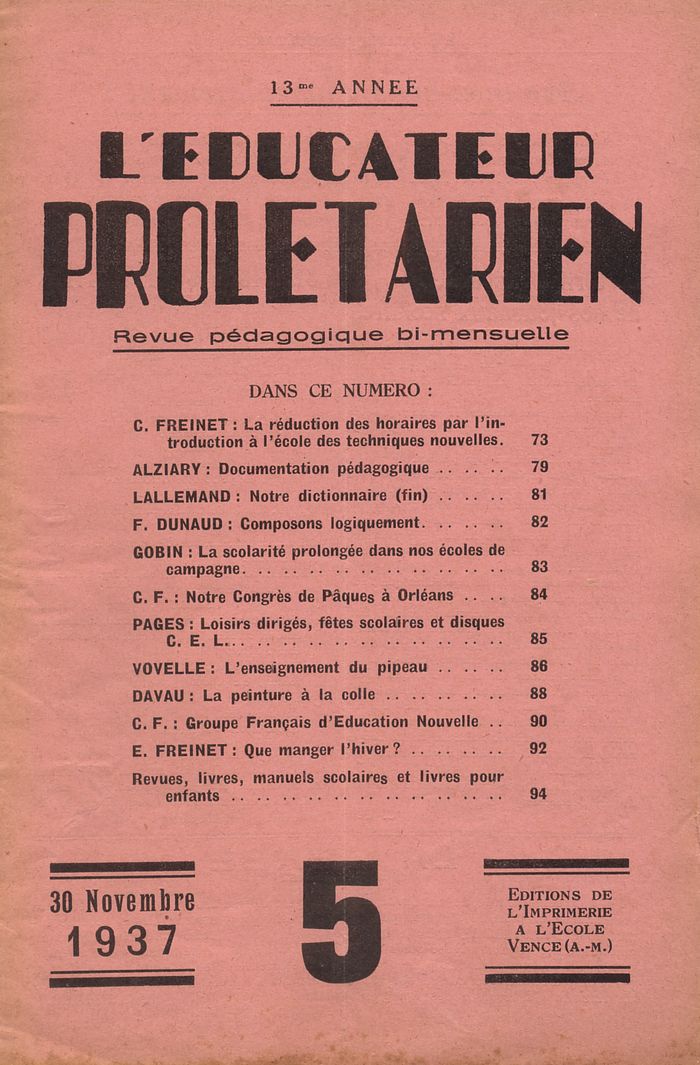 13me ANNEE
L'EDUCATEUR
PROLETARIEN
Revue pédagogique bi-mensuelle
DANS CE NUMERO :
C. FREINET : La réduction des horaires par l'in-
troduction à l'école des techniques nouvelles. 73
ALZIARY : Documentation pédagogique .. .. .. 79
LALLEMAND : Notre dictionnaire (fin) .. .. .. 81
F. DUNAUD : Composons logiquement. .. .. .. 82
GOBIN : La scolarité prolongée dans nos écoles de
campagne. .. .. .. .. .. .. .. .. .. 83
C. F. : Notre Congrès de Pâques à Orléans .. .. 84
PAGES : Loisirs dirigés, fêtes scolaires et disques
C. E. L. .. .. .. .. .. .. .. .. .. .. 85
VOVELLE : L'enseignement du pipeau .. .. .. 86
DAVAU : La peinture à la colle .. .. .. .. .. 88
C. F. : Groupe Français d'Education Nouvelle .. 90
E. FREINET : Que manger l'hiver ? .. .. .. .. 92
Revues, livres, manuels scolaires et livres pour
enfants .. .. .. .. .. .. .. .. .. .. .. 94
30 Novembre
1937
5
EDITIONS DE
L'IMPRIMERIE
A L'ECOLE
VENCE (A.-M.)